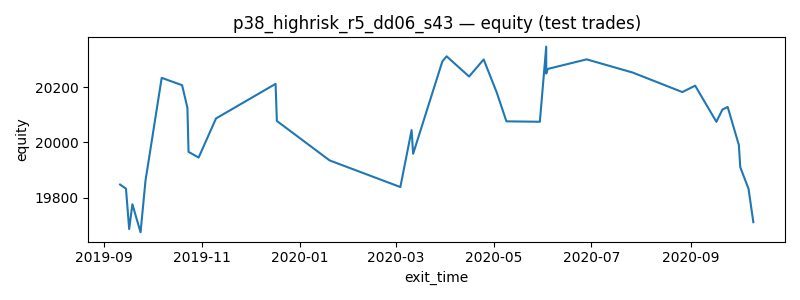 p38_highrisk_r5_dd06_s43 — equity (test trades)
equity
20200
20000
19800
2019-09 2019-11 2020-01 2020-03 2020-05 2020-07 2020-09
exit_time